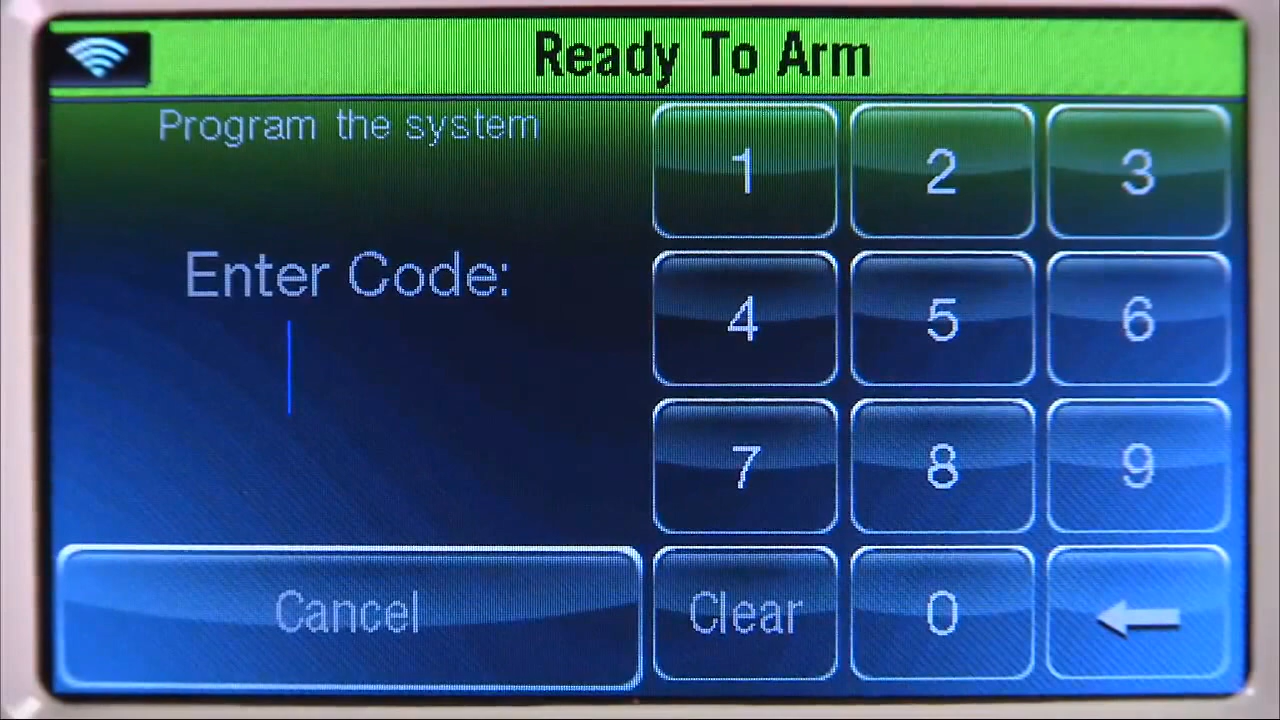 Ready To Arm
Program the system
Enter Code:
1 2 3
4 5 6
7 8 9
Cancel Clear 0